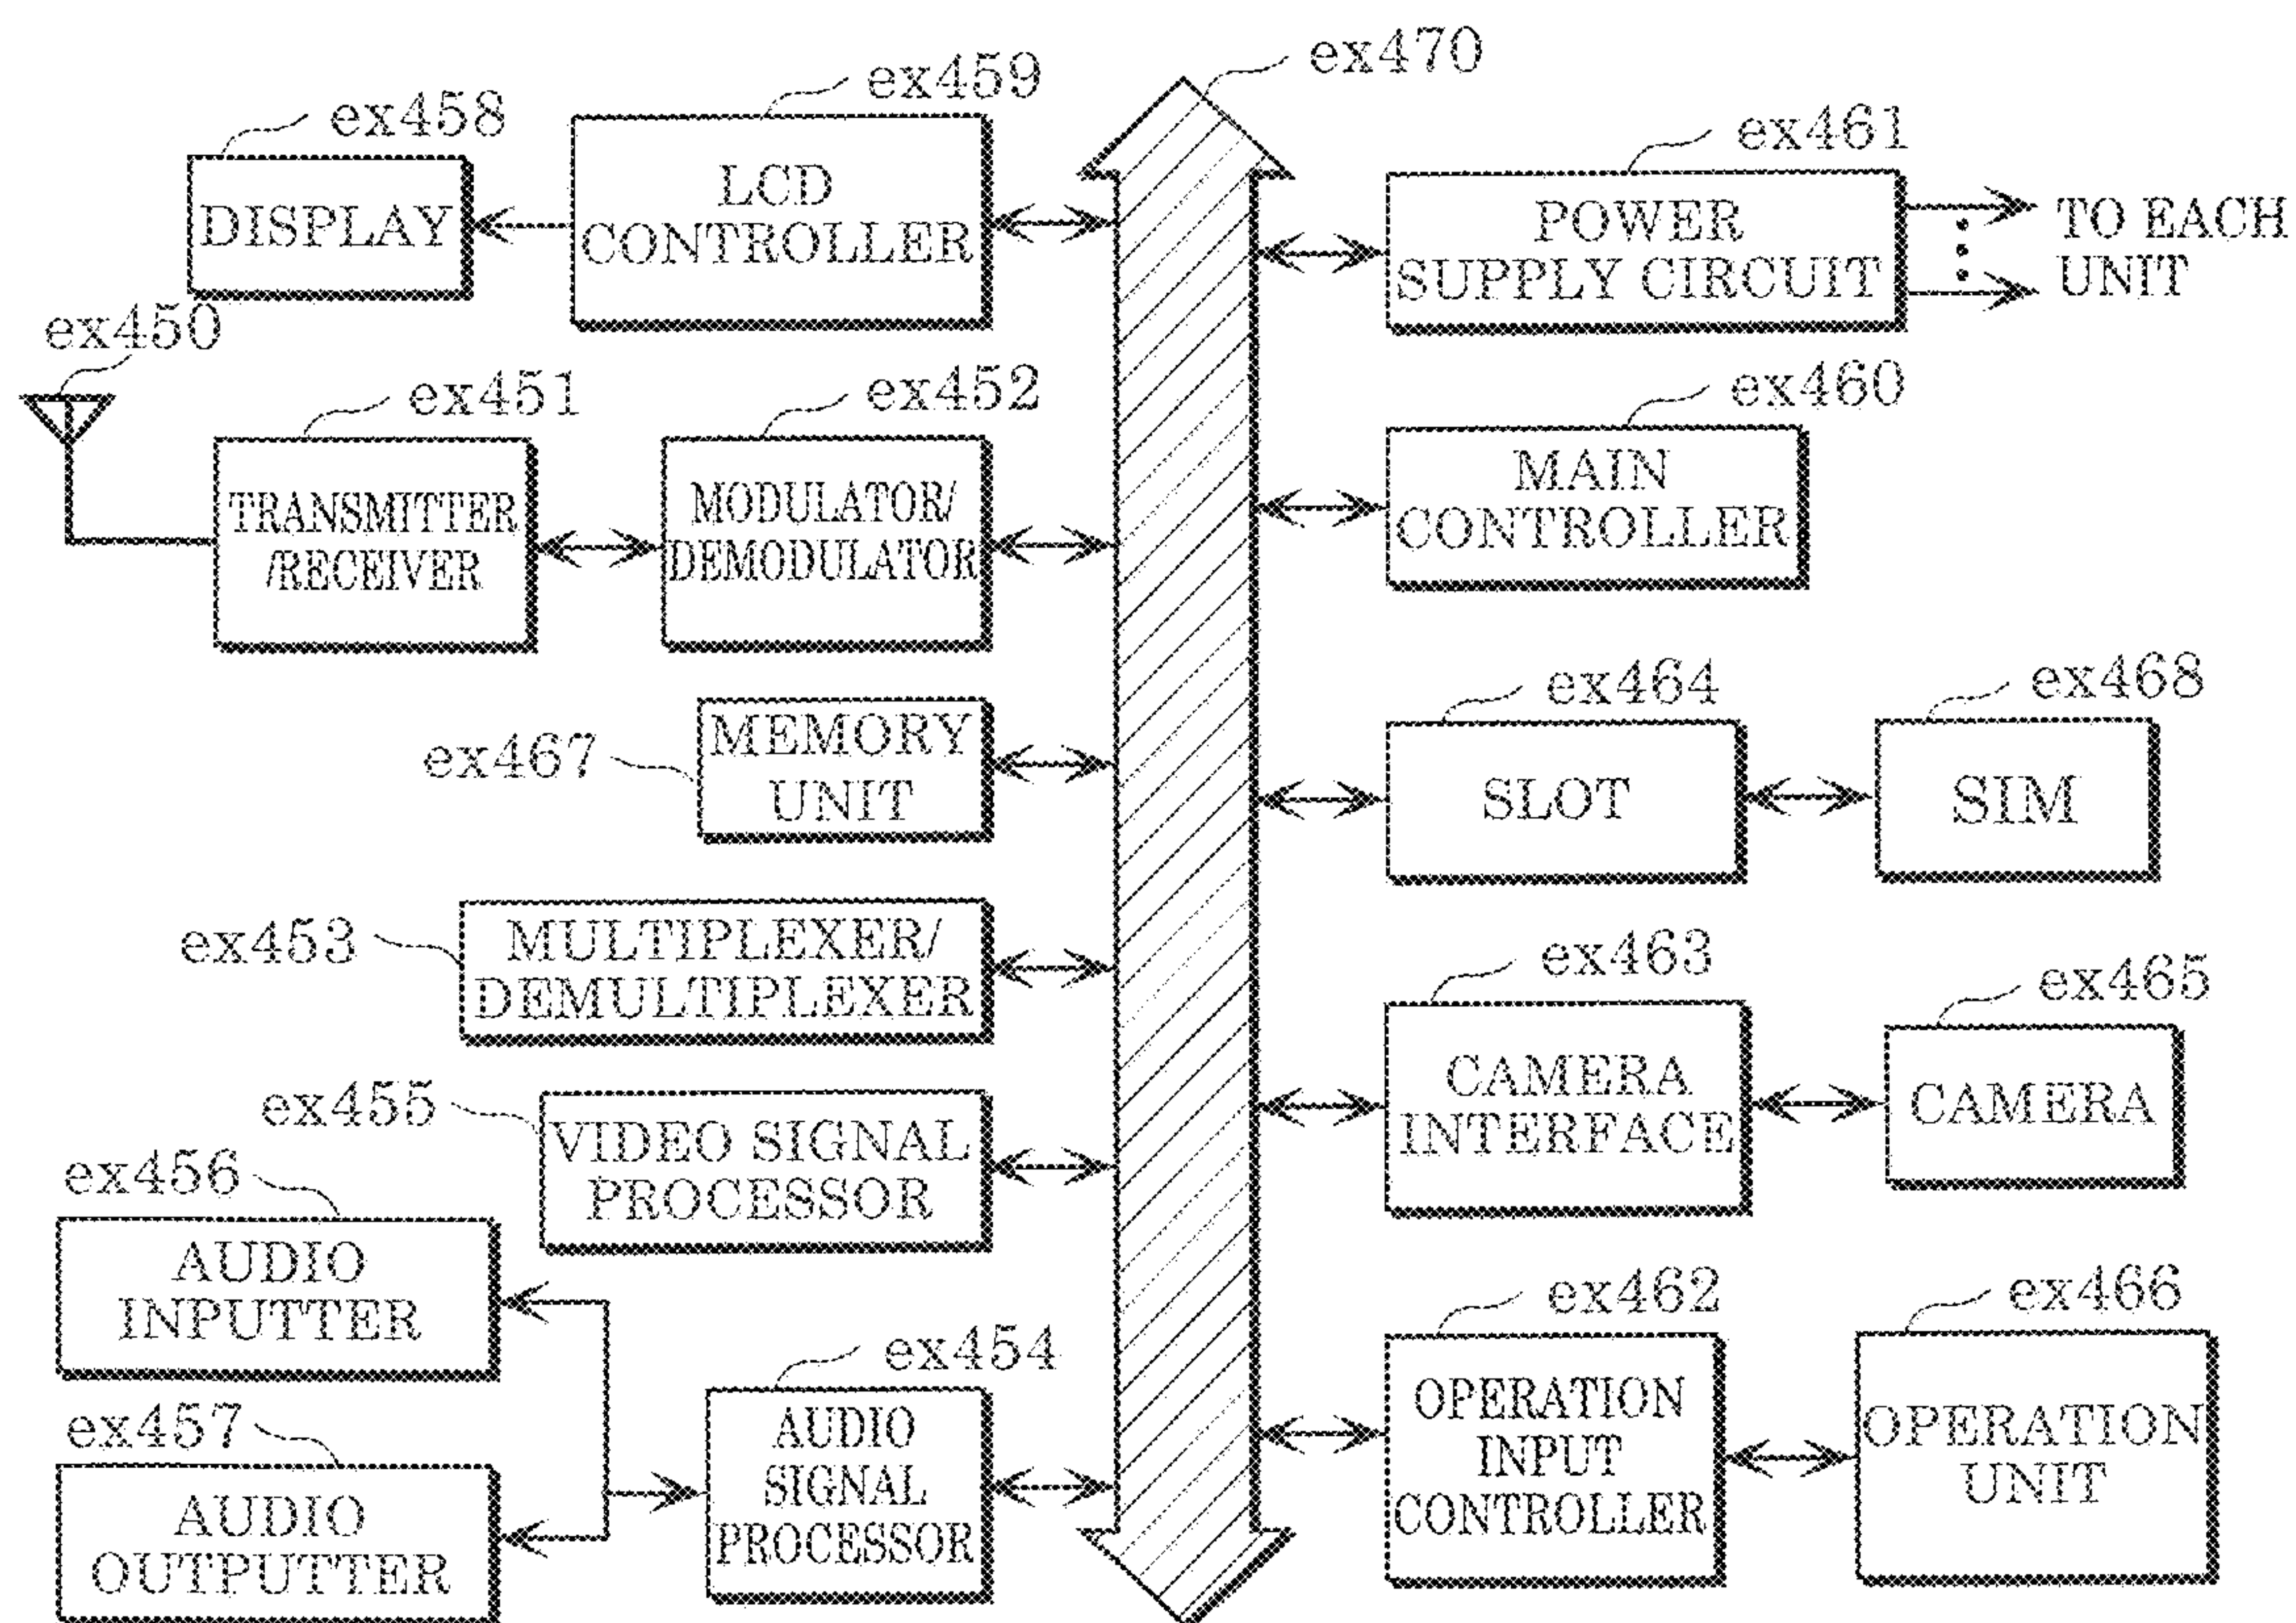 ex470
ex459
ex458
LCD
CONTROLLER
DISPLAY
ex461
POWER
SUPPLY CIRCUIT
TO EACH
UNIT
ex450
ex451
TRANSMITTER
/RECEIVER
ex452
MODULATOR/
DEMODULATOR
ex460
MAIN
CONTROLLER
ex467
MEMORY
UNIT
ex464
SLOT
ex468
SIM
ex453
MULTIPLEXER/
DEMULTIPLEXER
ex463
CAMERA
INTERFACE
ex465
CAMERA
ex455
VIDEO SIGNAL
PROCESSOR
ex456
AUDIO
INPUTTER
ex457
AUDIO
OUTPUTTER
ex454
AUDIO
SIGNAL
PROCESSOR
ex462
OPERATION
INPUT
CONTROLLER
ex466
OPERATION
UNIT